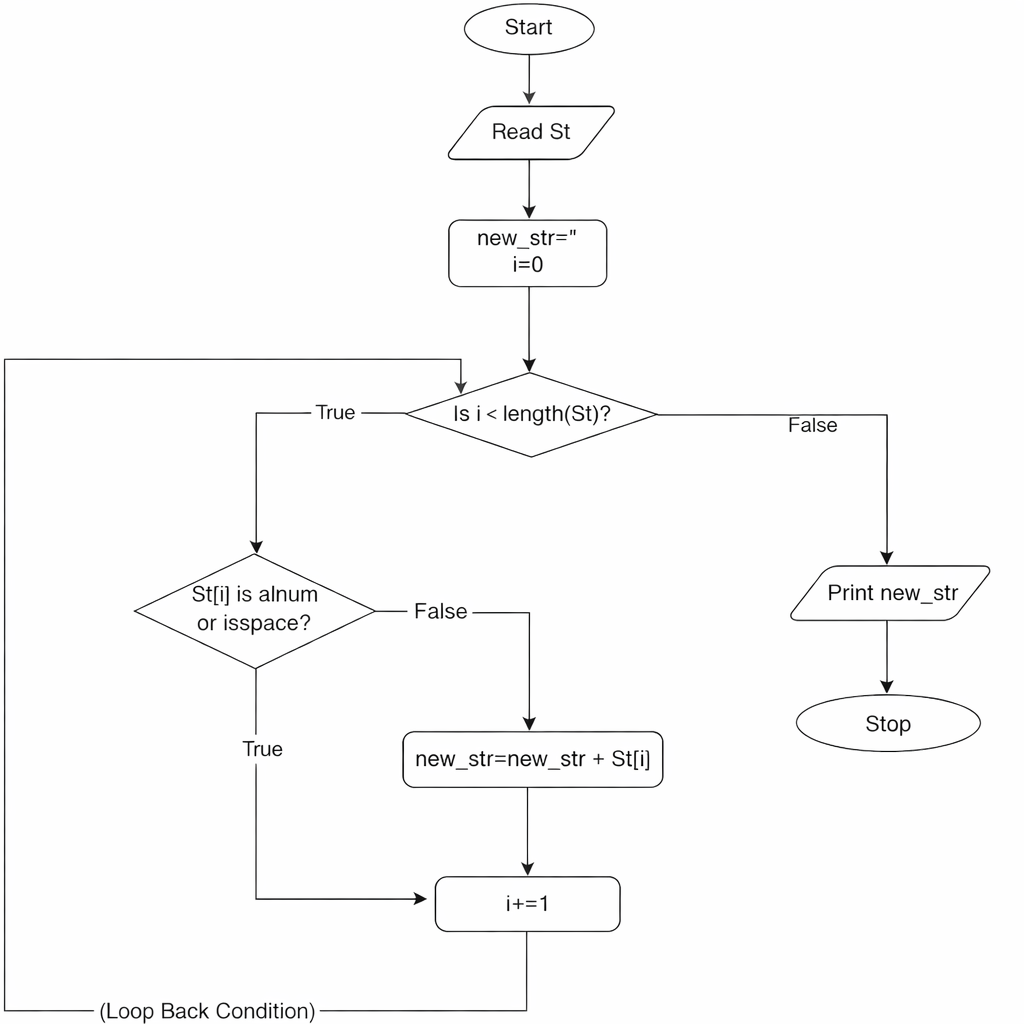 Start
Read St
new_str="
i=0
Is i < length(St)?
True
False
St[i] is alnum
or isspace?
False
Print new_str
Stop
True
new_str=new_str + St[i]
i+=1
(Loop Back Condition)